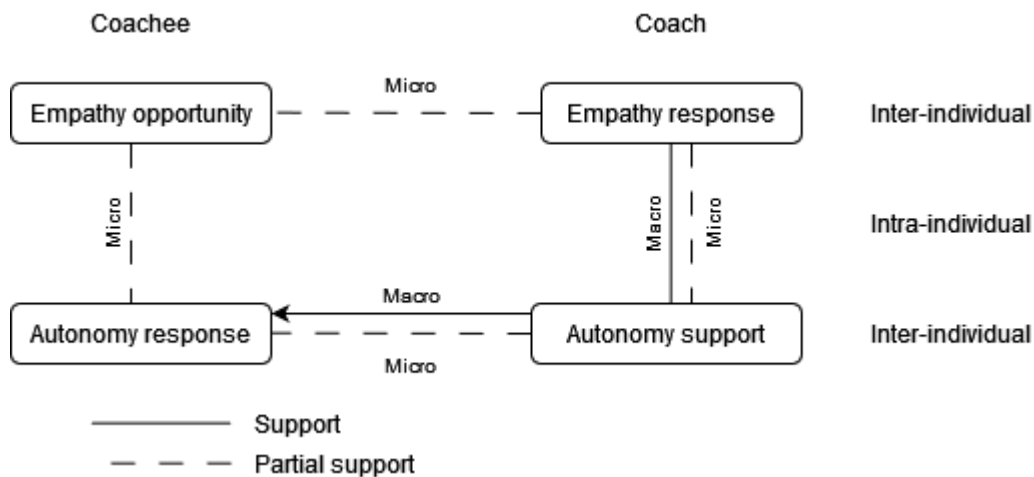 Coachee
Coach
Micro
Empathy opportunity
Empathy response
Inter-individual
Micro
Macro
Micro
Intra-individual
Macro
Autonomy response
Autonomy support
Inter-individual
Micro
Support
Partial support